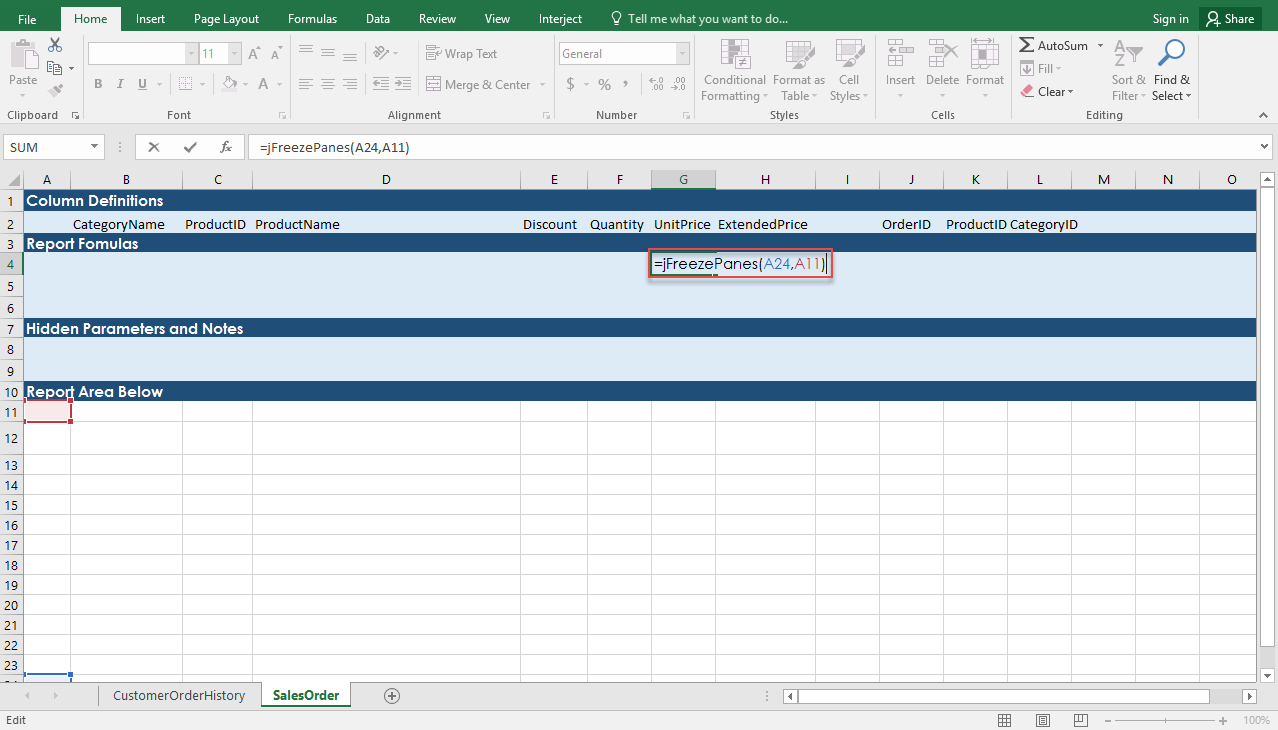 File Home Insert Page Layout Formulas Data Review View Interject Tell me what you want to do... Sign in Share
Paste
11
B I U A
Wrap Text
Merge & Center
General
$ % ,
Conditional Formatting
Format as Table
Cell Styles
Insert Delete Format
AutoSum
Fill
Clear
Sort & Filter
Find & Select
Clipboard Font Alignment Number Styles Cells Editing
SUM fx =jFreezePanes(A24,A11)
A B C D E F G H I J K L M N O
1 Column Definitions
2 CategoryName ProductID ProductName Discount Quantity UnitPrice ExtendedPrice OrderID ProductID CategoryID
3 Report Fomulas
4 =jFreezePanes(A24,A11)
5
6
7 Hidden Parameters and Notes
8
9
10 Report Area Below
11
12
13
14
15
16
17
18
19
20
21
22
23
CustomerOrderHistory SalesOrder
Edit 100%